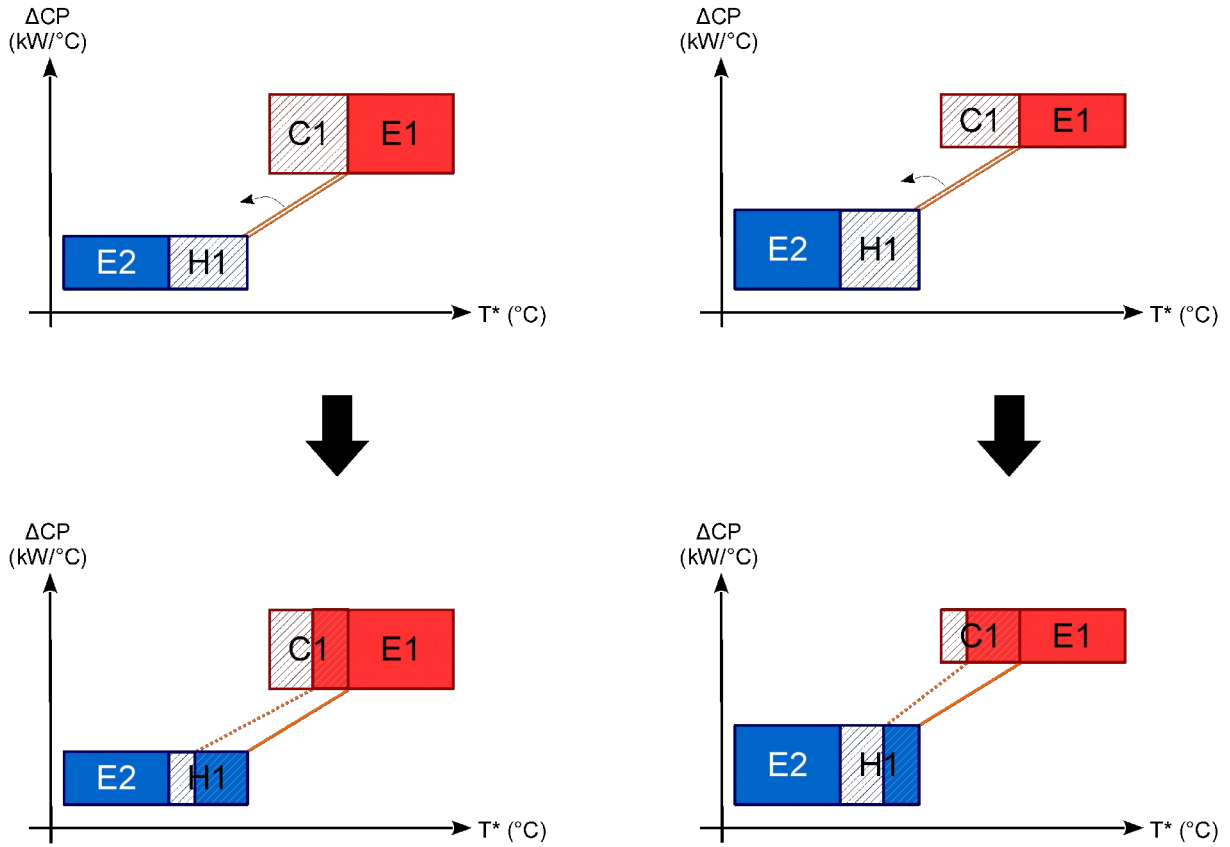 ΔCP
(kW/°C)
C1
E1
E2
H1
T* (°C)
ΔCP
(kW/°C)
C1
E1
E2
H1
T* (°C)
ΔCP
(kW/°C)
C1
E1
E2
H1
T* (°C)
ΔCP
(kW/°C)
C1
E1
E2
H1
T* (°C)